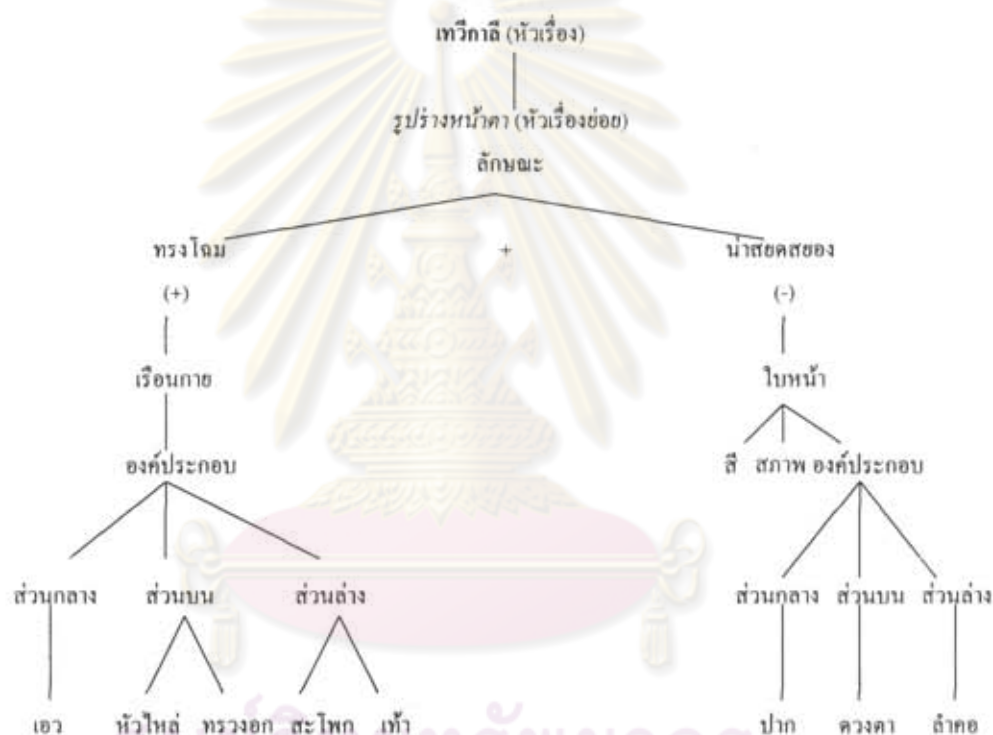 เทวีกาลี (หัวเรื่อง)
รูปร่างหน้าตา (หัวเรื่องย่อย)
ลักษณะ
ทรงโฉม + น่าสยดสยอง
(+) (-)
เรือนกาย ใบหน้า
องค์ประกอบ สี สภาพ องค์ประกอบ
ส่วนกลาง ส่วนบน ส่วนล่าง ส่วนกลาง ส่วนบน ส่วนล่าง
เอว หัวไหล่ ทรวงอก สะโพก เท้า ปาก ดวงตา ลำคอ